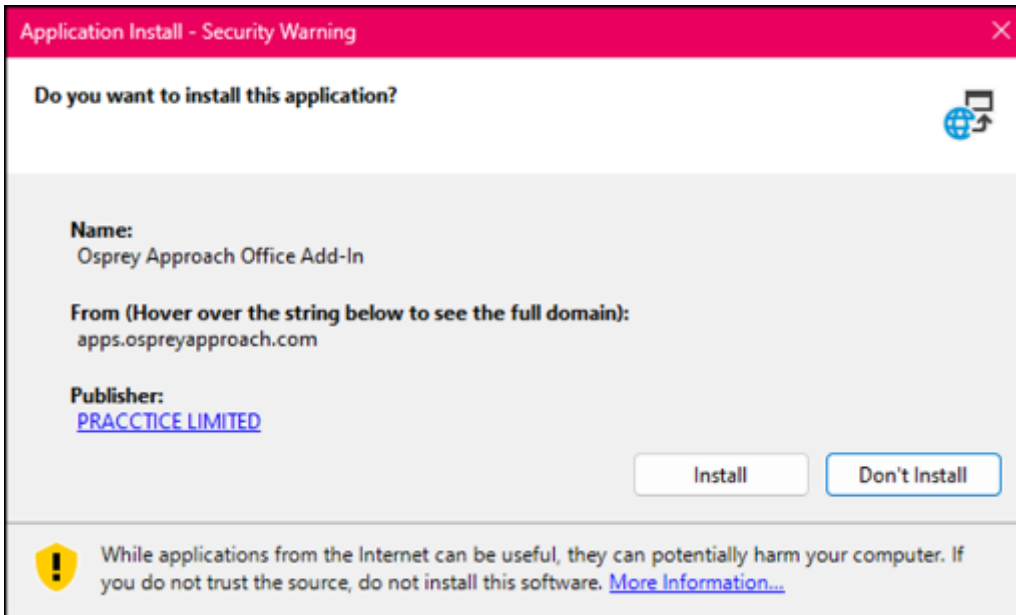 Application Install - Security Warning
Do you want to install this application?
Name:
Osprey Approach Office Add-In
From (Hover over the string below to see the full domain):
apps.ospreyapproach.com
Publisher:
PRACCTICE LIMITED
Install Don't Install
While applications from the Internet can be useful, they can potentially harm your computer. If
you do not trust the source, do not install this software. More Information...